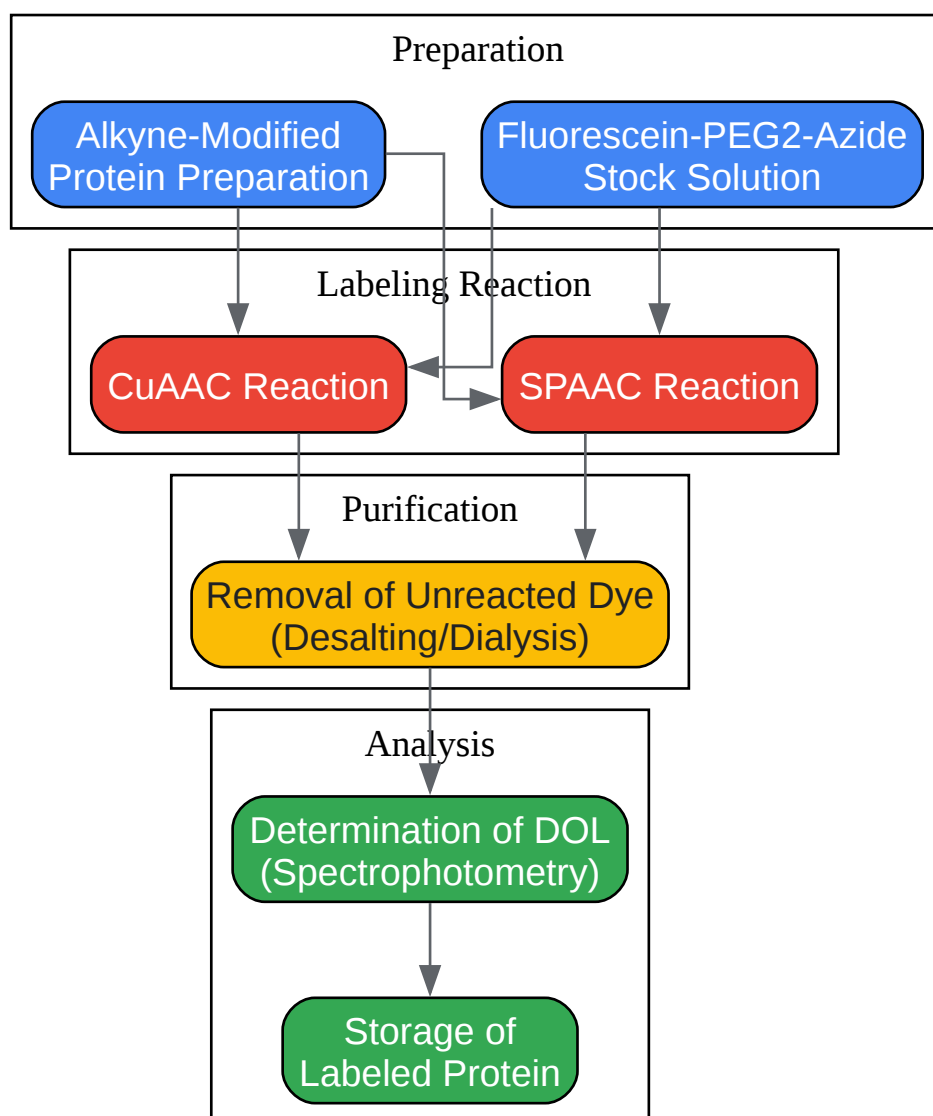 Preparation
Alkyne-Modified
Protein Preparation
Fluorescein-PEG2-Azide
Stock Solution
Labeling Reaction
CuAAC Reaction
SPAAC Reaction
Purification
Removal of Unreacted Dye
(Desalting/Dialysis)
Analysis
Determination of DOL
(Spectrophotometry)
Storage of
Labeled Protein